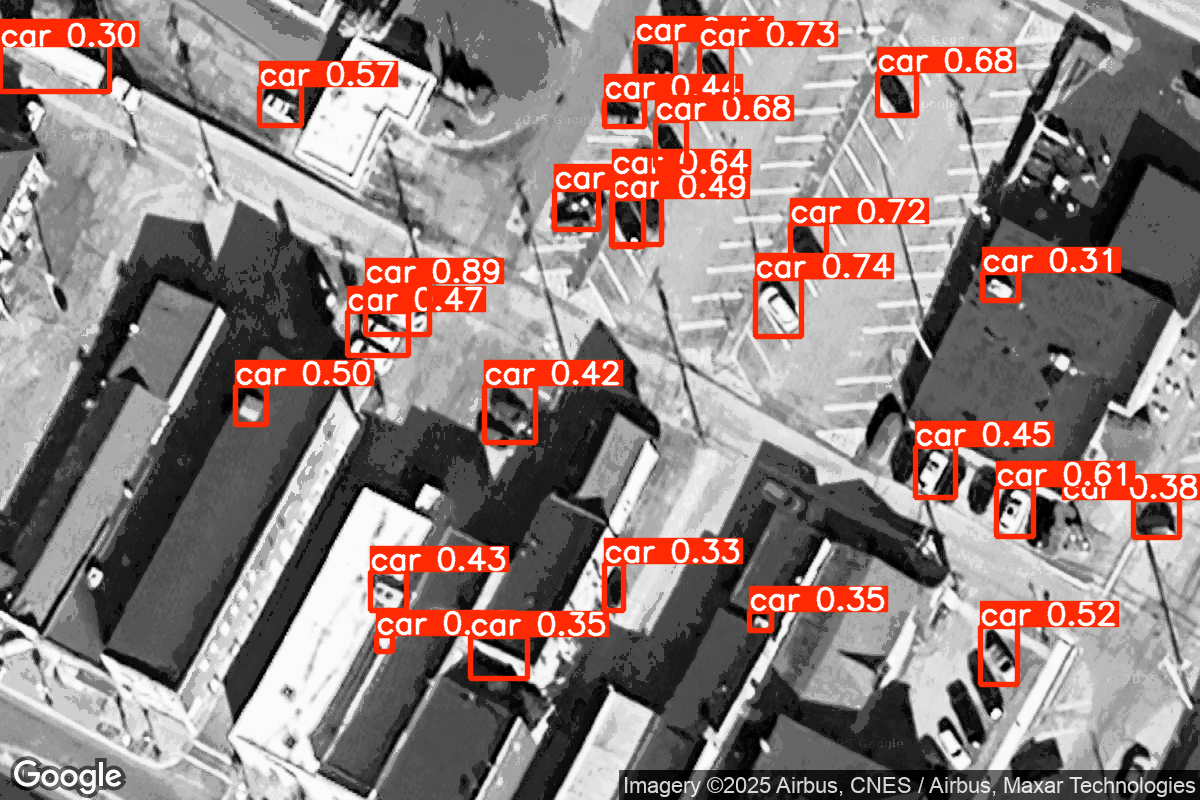 car 0.30
car 0.73
car 0.68
car 0.57
car 0.44
car 0.68
car 0.64
car
car 0.49
car 0.72
car 0.31
car 0.74
car 0.89
car 0.47
car 0.50
car 0.42
car 0.45
car 0.61
car 0.38
car 0.43
car 0.33
car 0.35
car 0.52
car 0.
car 0.35
Google
Imagery ©2025 Airbus, CNES / Airbus, Maxar Technologies